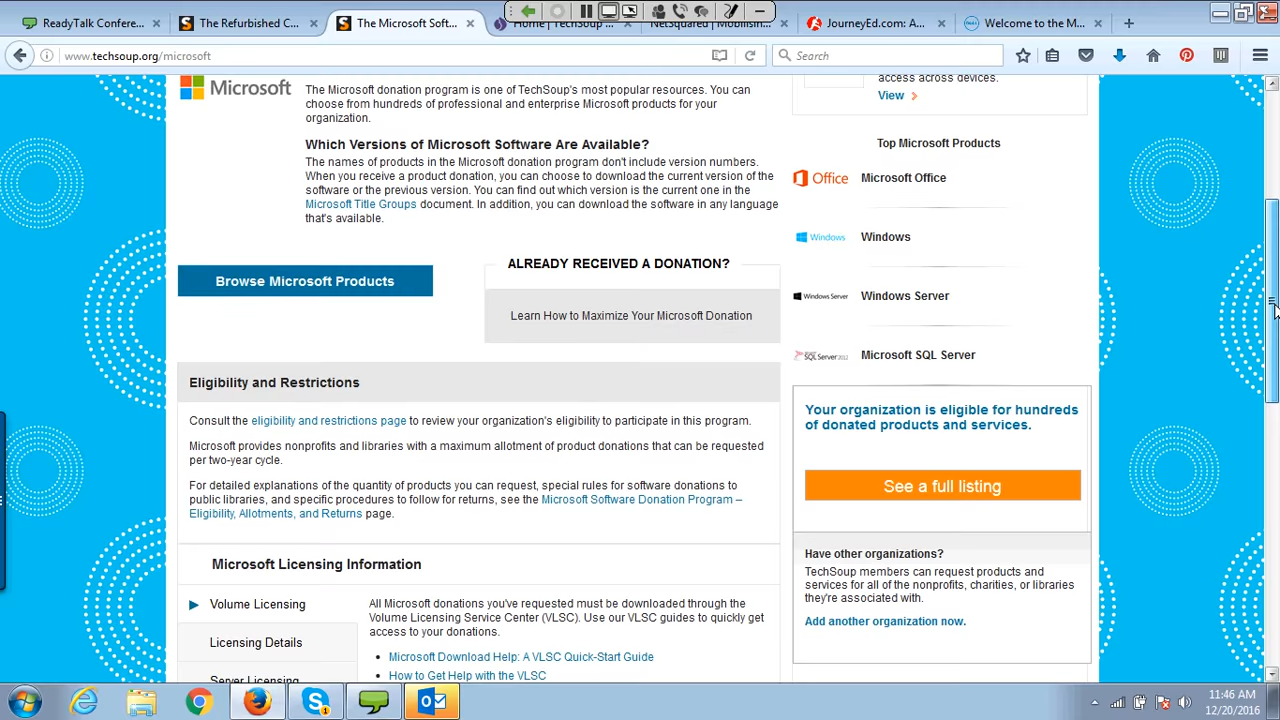 ReadyTalk Confere...
The Refurbished C...
The Microsoft Soft...
Home | TechSoup
NetSquared | Mobilisin
JourneyEd.com: A...
Welcome to the M...
www.techsoup.org/microsoft
Search
Microsoft
The Microsoft donation program is one of TechSoup's most popular resources. You can
choose from hundreds of professional and enterprise Microsoft products for your
organization.
Which Versions of Microsoft Software Are Available?
The names of products in the Microsoft donation program don't include version numbers.
When you receive a product donation, you can choose to download the current version of the
software or the previous version. You can find out which version is the current one in the
Microsoft Title Groups document. In addition, you can download the software in any language
that's available.
Browse Microsoft Products
ALREADY RECEIVED A DONATION?
Learn How to Maximize Your Microsoft Donation
Eligibility and Restrictions
Consult the eligibility and restrictions page to review your organization's eligibility to participate in this program.
Microsoft provides nonprofits and libraries with a maximum allotment of product donations that can be requested
per two-year cycle.
For detailed explanations of the quantity of products you can request, special rules for software donations to
public libraries, and specific procedures to follow for returns, see the Microsoft Software Donation Program –
Eligibility, Allotments, and Returns page.
Microsoft Licensing Information
Volume Licensing
Licensing Details
Server Licensing
All Microsoft donations you've requested must be downloaded through the
Volume Licensing Service Center (VLSC). Use our VLSC guides to quickly get
access to your donations.
• Microsoft Download Help: A VLSC Quick-Start Guide
• How to Get Help with the VLSC
access across devices.
View
Top Microsoft Products
Office
Microsoft Office
Windows
Windows
Windows Server
Windows Server
SQL Server
Microsoft SQL Server
Your organization is eligible for hundreds
of donated products and services.
See a full listing
Have other organizations?
TechSoup members can request products and
services for all of the nonprofits, charities, or libraries
they're associated with.
Add another organization now.
11:46 AM
12/20/2016